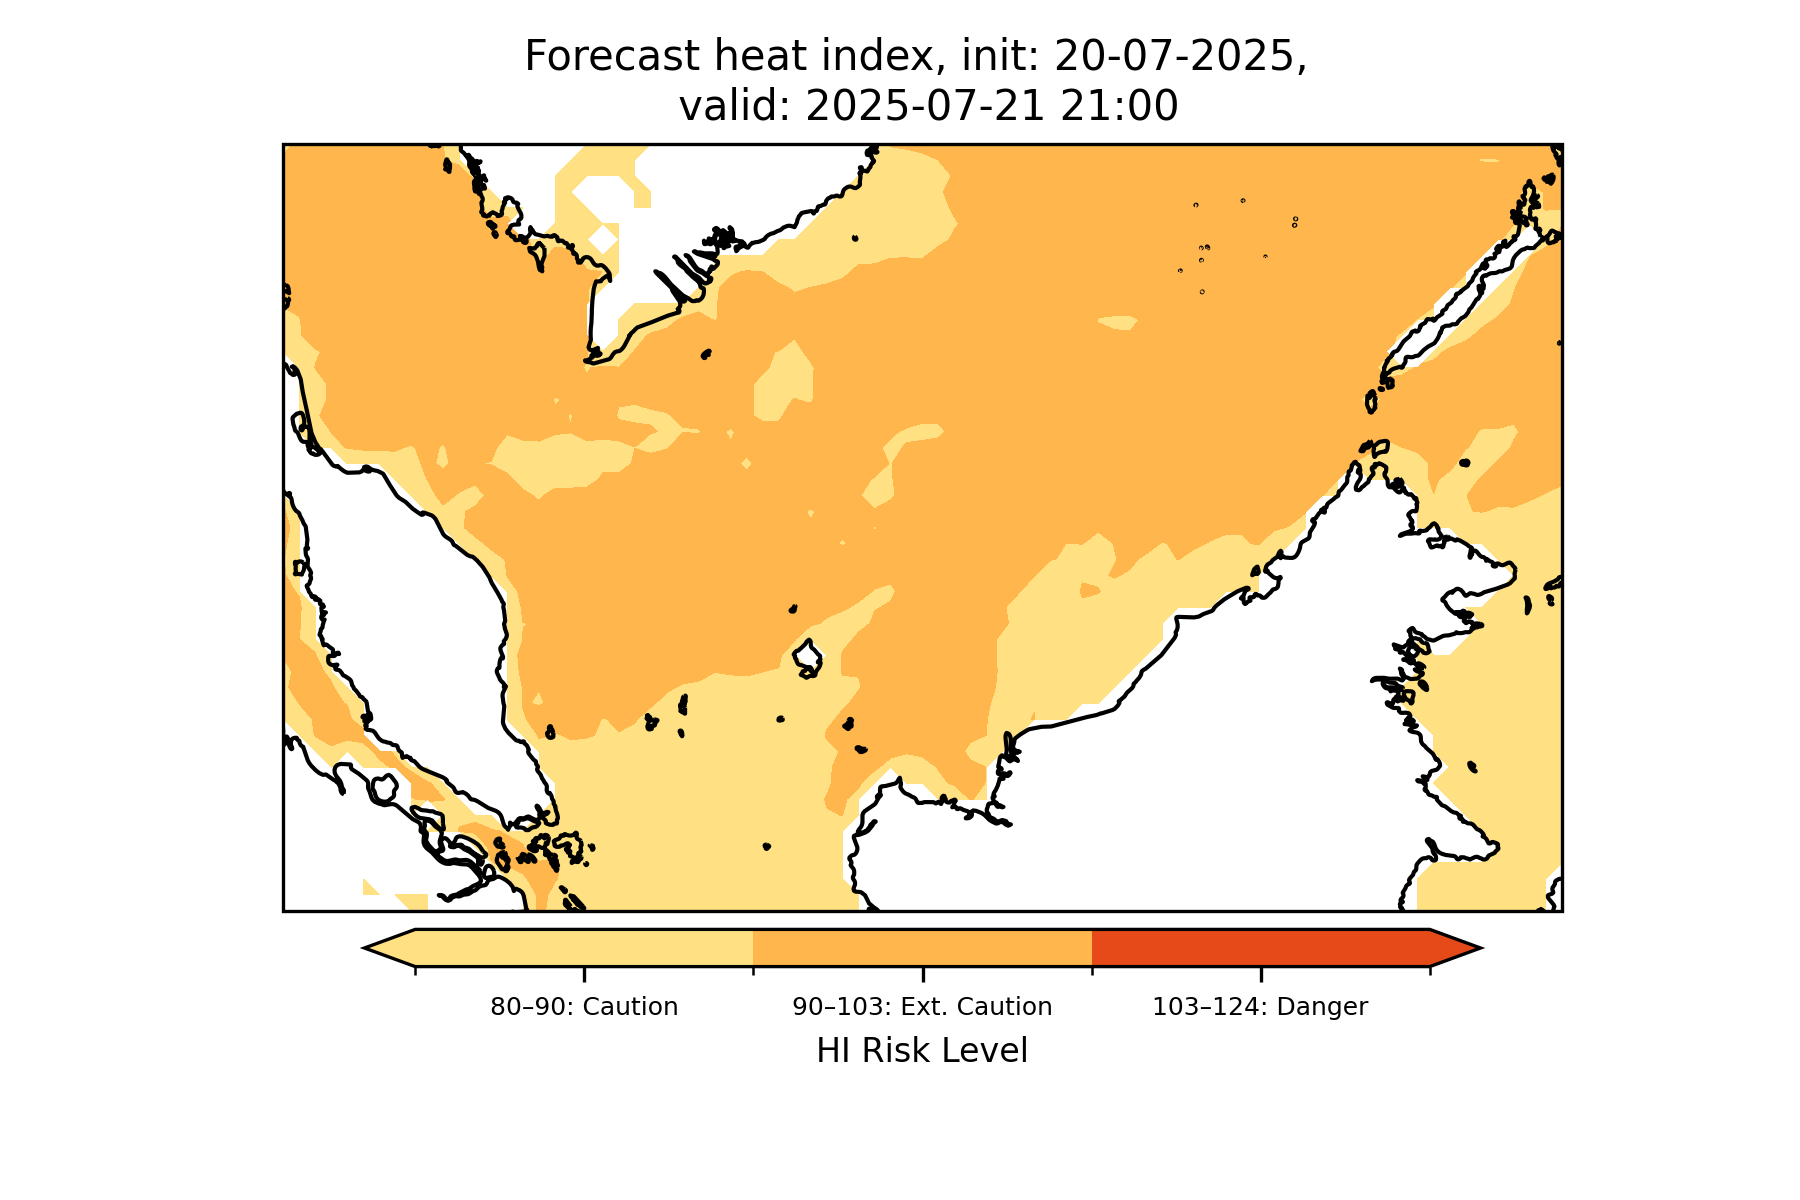 Forecast heat index, init: 20-07-2025,
valid: 2025-07-21 21:00
80–90: Caution
90–103: Ext. Caution
103–124: Danger
HI Risk Level